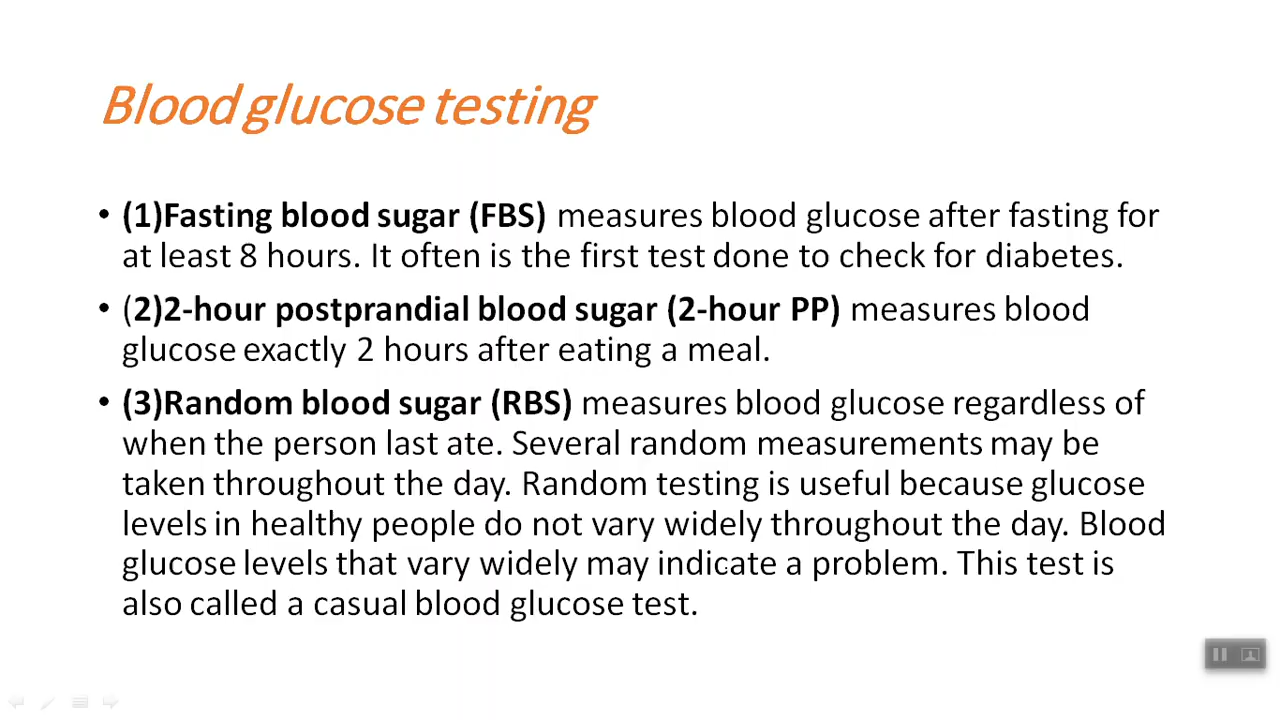 Blood glucose testing
• (1)Fasting blood sugar (FBS) measures blood glucose after fasting for
at least 8 hours. It often is the first test done to check for diabetes.
• (2)2-hour postprandial blood sugar (2-hour PP) measures blood
glucose exactly 2 hours after eating a meal.
• (3)Random blood sugar (RBS) measures blood glucose regardless of
when the person last ate. Several random measurements may be
taken throughout the day. Random testing is useful because glucose
levels in healthy people do not vary widely throughout the day. Blood
glucose levels that vary widely may indicate a problem. This test is
also called a casual blood glucose test.